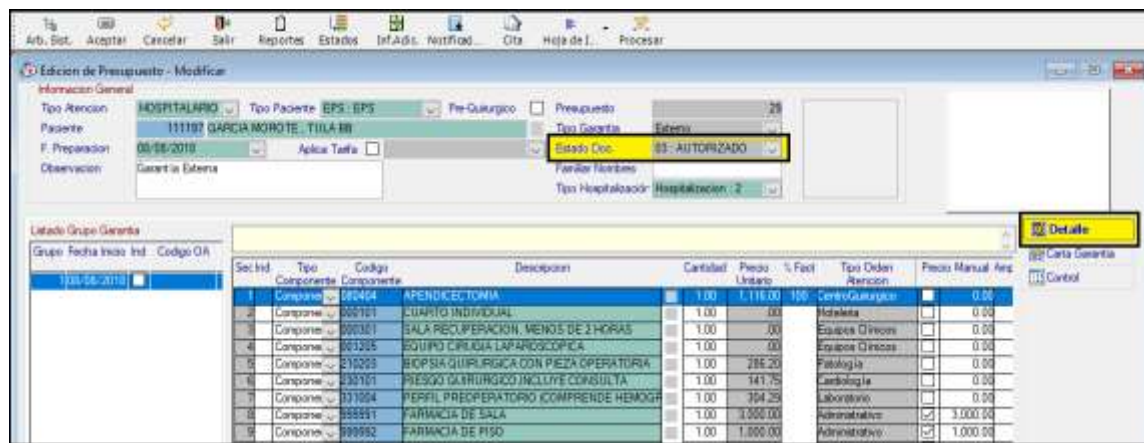 Arb. Sist. Aceptar Cancelar Salir Reportes Estados Inf.Adic. Notificad... Cita Hoja de I... Procesar
Edicion de Presupuesto - Modificar
Informacion General
Tipo Atencion HOSPITALARIO Tipo Paciente EPS : EPS Pre-Quirurgico Presupuesto 29
Paciente 111197 GARCIA MOROTE , TULA BB Tipo Garantia Externo
F. Preparacion 08/08/2018 Aplica Tarifa Estado Doc. 03 : AUTORIZADO
Observacion Garantia Externa Familiar Nombres
Tipo Hospitalización Hospitalizacion : 2
Listado Grupo Garantia Detalle
Grupo Fecha Inicio Ind Codigo OA Carta Garantia
Sec Ind Tipo Componente Codigo Componente Descripcion Cantidad Precio Unitario % Fact Tipo Orden Atencion Precio Manual Control
1 08/08/2018
1 Compone 080404 APENDICECTOMIA 1.00 1,116.00 100 CentroQuirurgico 0.00
2 Compone 000101 CUARTO INDIVIDUAL 1.00 .00 Hoteleria 0.00
3 Compone 000301 SALA RECUPERACION, MENOS DE 2 HORAS 1.00 .00 Equipos Clinicos 0.00
4 Compone 001205 EQUIPO CIRUGIA LAPAROSCOPICA 1.00 .00 Equipos Clinicos 0.00
5 Compone 210203 BIOPSIA QUIRURGICA CON PIEZA OPERATORIA 1.00 286.20 Patologia 0.00
6 Compone 230101 RIESGO QUIRURGICO INCLUYE CONSULTA 1.00 141.75 Cardiologia 0.00
7 Compone 331004 PERFIL PREOPERATORIO (COMPRENDE HEMOGR 1.00 304.29 Laboratorio 0.00
8 Compone 999991 FARMACIA DE SALA 1.00 3,000.00 Administrativo 3,000.00
9 Compone 999992 FARMACIA DE PISO 1.00 1,000.00 Administrativo 1,000.00